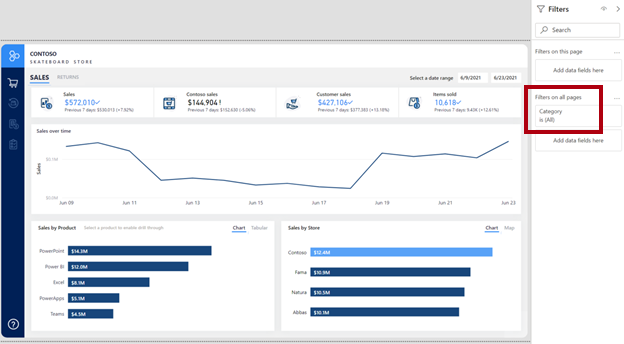 Filters
Search
Filters on this page
...
Add data fields here
Filters on all pages
...
Category
is (All)
Add data fields here
CONTOSO
SKATEBOARD STORE
SALES
RETURNS
Select a date range
6/9/2021
6/23/2021
Sales
$572,010✓
Previous 7 days: $530,013 (+7.92%)
Contoso sales
$144,904!
Previous 7 days: $152,630 (-5.06%)
Customer sales
$427,106✓
Previous 7 days: $377,383 (+13.18%)
Items sold
10,618✓
Previous 7 days: 9,430! (+12.61%)
Sales over time
Sales
$0.1M
$0.0M
Jun 09
Jun 11
Jun 13
Jun 15
Jun 17
Jun 19
Jun 21
Jun 23
Sales by Product
Select a product to enable drill-through.
Chart
Tabular
PowerPoint
$14.3M
Power BI
$12.0M
Excel
$8.1M
PowerApps
$5.1M
Teams
$4.5M
Sales by Store
Chart
Map
Contoso
$12.4M
Fama
$10.9M
Natura
$10.5M
Abbas
$10.1M
?